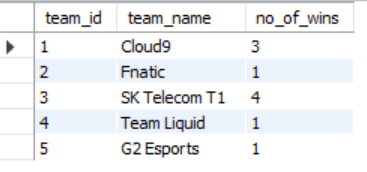 team_id team_name no_of_wins
1 Cloud9 3
2 Fnatic 1
3 SK Telecom T1 4
4 Team Liquid 1
5 G2 Esports 1